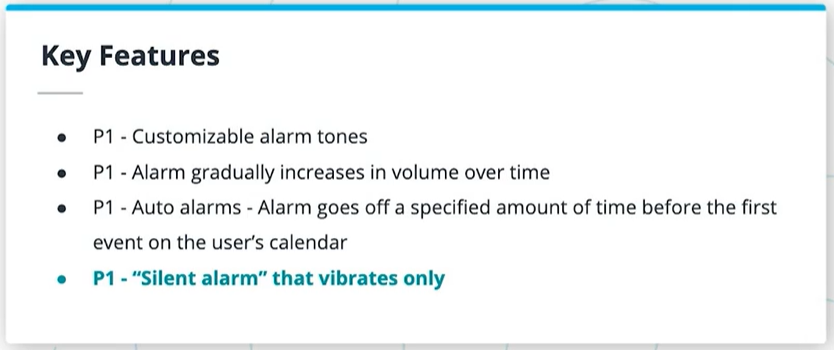 Key Features
● P1 - Customizable alarm tones
● P1 - Alarm gradually increases in volume over time
● P1 - Auto alarms - Alarm goes off a specified amount of time before the first
event on the user’s calendar
● P1 - “Silent alarm” that vibrates only